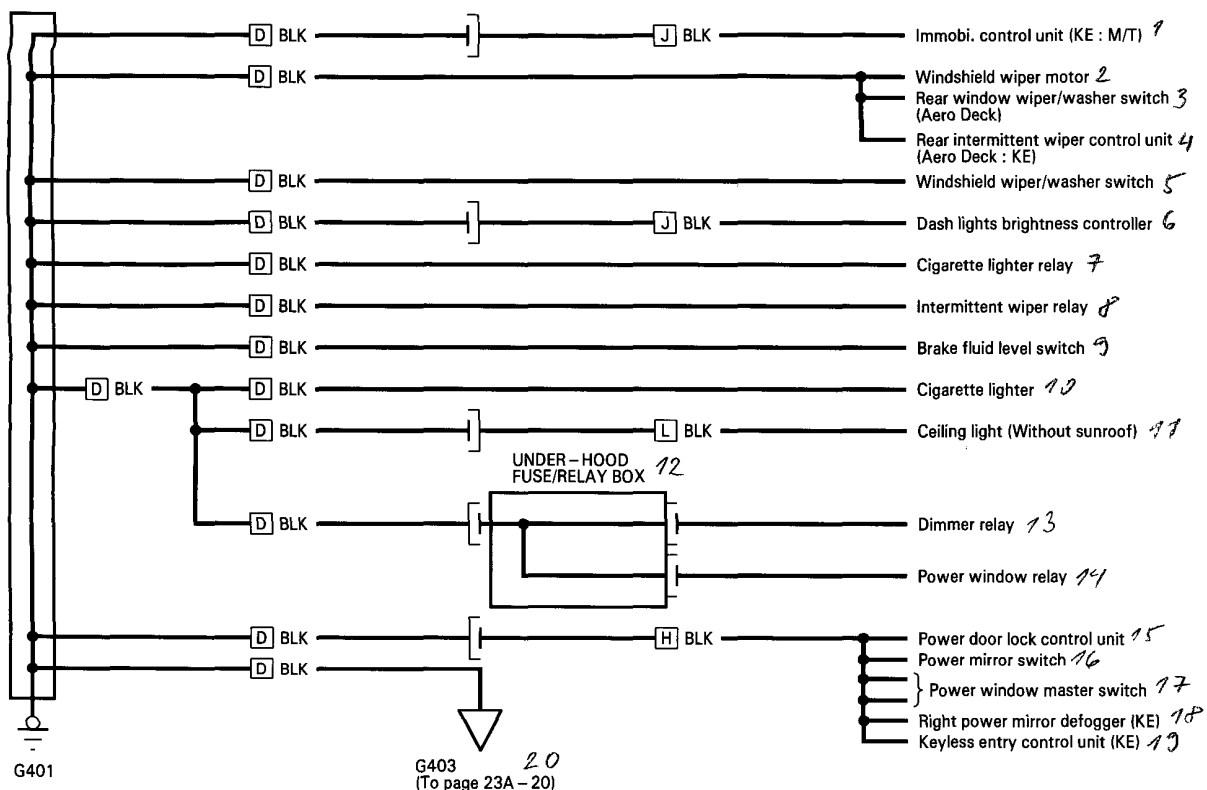 D BLK J BLK Immobi. control unit (KE : M/T) 1
D BLK Windshield wiper motor 2
Rear window wiper/washer switch 3
(Aero Deck)
Rear intermittent wiper control unit 4
(Aero Deck : KE)
D BLK Windshield wiper/washer switch 5
D BLK J BLK Dash lights brightness controller 6
D BLK Cigarette lighter relay 7
D BLK Intermittent wiper relay 8
D BLK Brake fluid level switch 9
D BLK D BLK Cigarette lighter 10
D BLK L BLK Ceiling light (Without sunroof) 11
UNDER–HOOD
FUSE/RELAY BOX 12
D BLK Dimmer relay 13
Power window relay 14
D BLK H BLK Power door lock control unit 15
D BLK Power mirror switch 16
Power window master switch 17
Right power mirror defogger (KE) 18
Keyless entry control unit (KE) 19
G401
G403 20
(To page 23A–20)